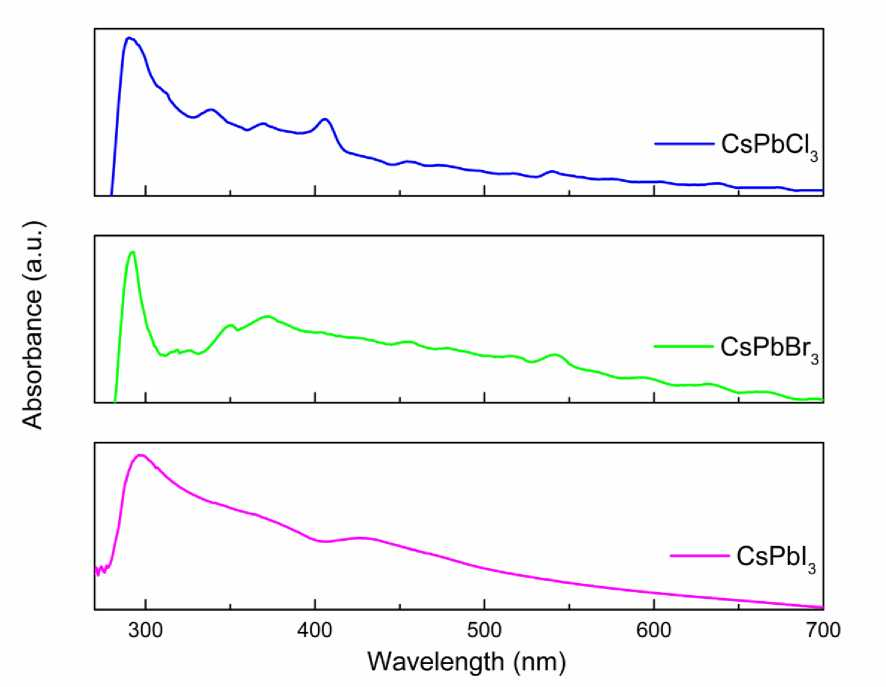 CsPbCl₃
CsPbBr₃
CsPbI₃
Absorbance (a.u.)
300 400 500 600 700
Wavelength (nm)